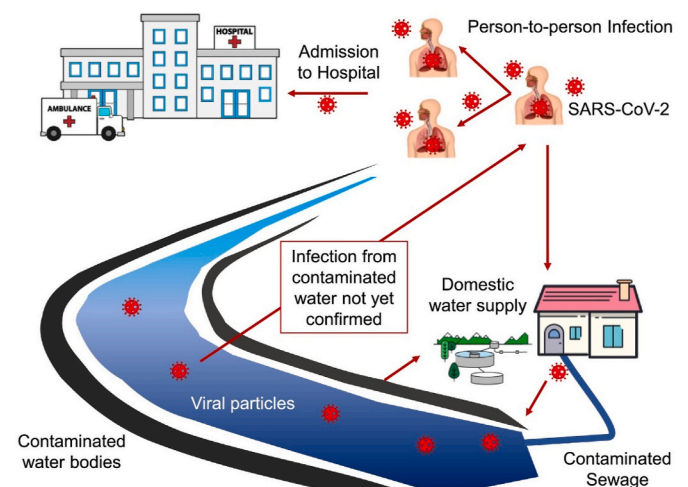 HOSPITAL
AMBULANCE
Admission
to Hospital
Person-to-person Infection
SARS-CoV-2
Infection from
contaminated
water not yet
confirmed
Domestic
water supply
Viral particles
Contaminated
water bodies
Contaminated
Sewage